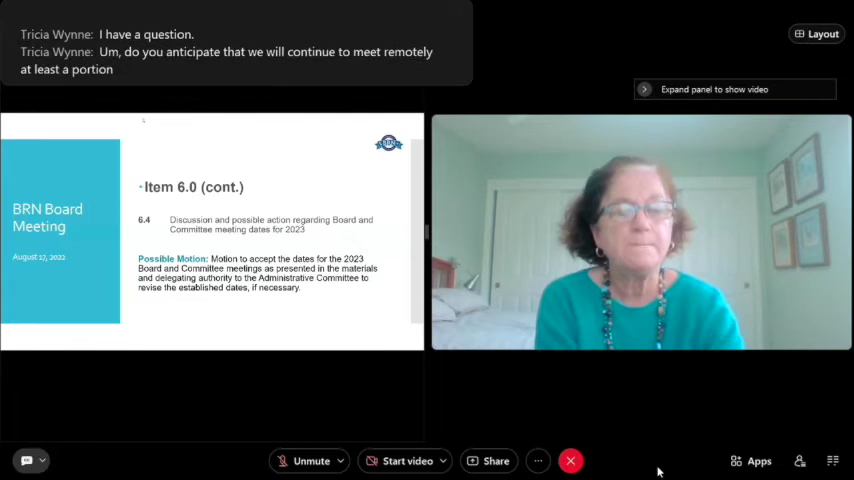 Tricia Wynne: I have a question.
Tricia Wynne: Um, do you anticipate that we will continue to meet remotely
at least a portion
Layout
Expand panel to show video
BRN
BRN Board
Meeting
August 17, 2022
Item 6.0 (cont.)
6.4 Discussion and possible action regarding Board and
Committee meeting dates for 2023
Possible Motion: Motion to accept the dates for the 2023
Board and Committee meetings as presented in the materials
and delegating authority to the Administrative Committee to
revise the established dates, if necessary.
Unmute
Start video
Share
Apps